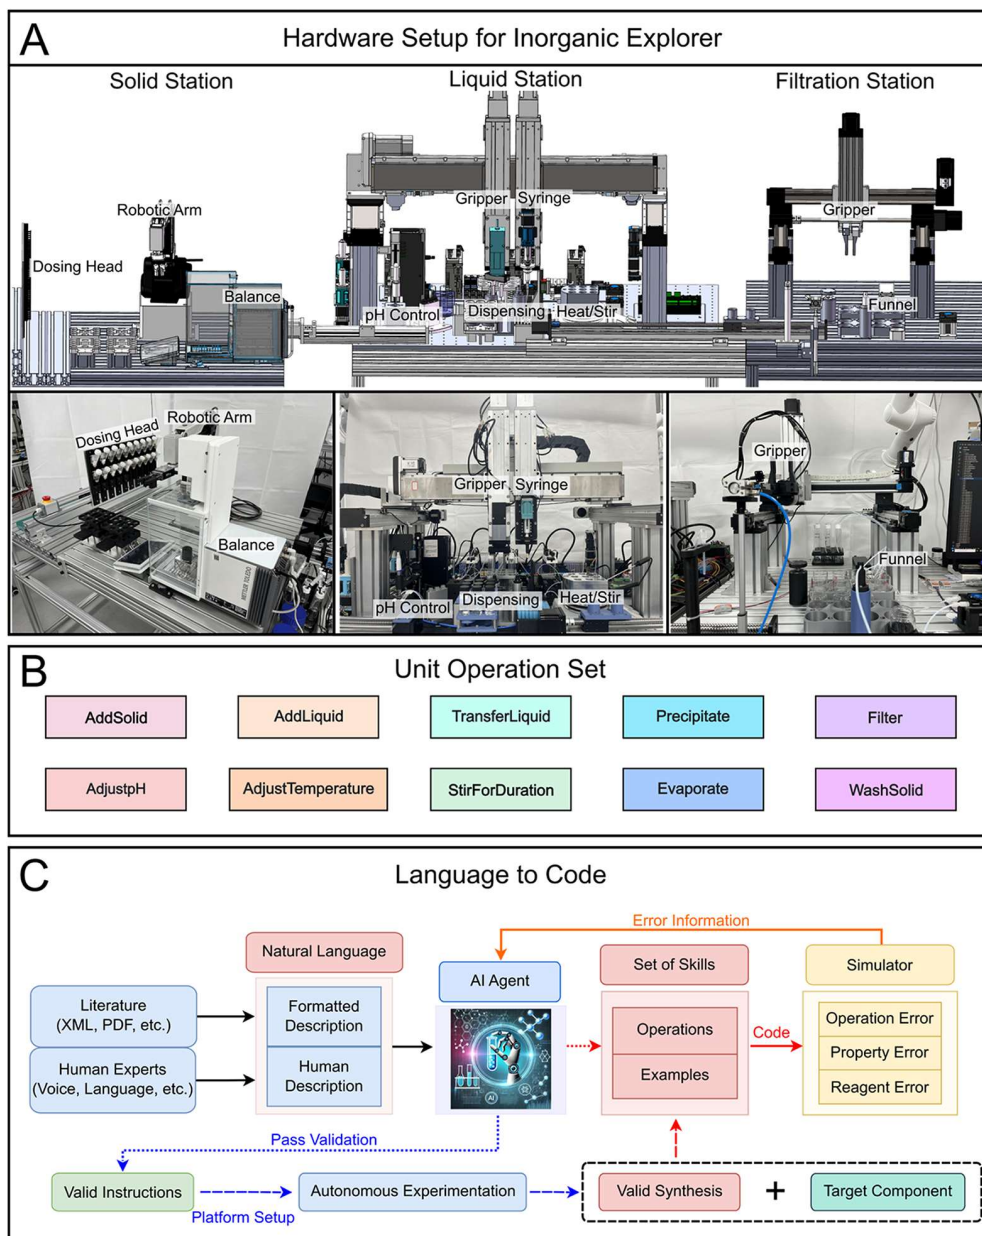 A
Hardware Setup for Inorganic Explorer
Solid Station
Liquid Station
Filtration Station
Robotic Arm
Dosing Head
Balance
Gripper
Syringe
pH Control
Dispensing
Heat/Stir
Gripper
Funnel
Dosing Head
Robotic Arm
Balance
METTLER TOLEDO
Gripper
Syringe
pH Control
Dispensing
Heat/Stir
Gripper
Funnel
B
Unit Operation Set
AddSolid
AddLiquid
TransferLiquid
Precipitate
Filter
AdjustpH
AdjustTemperature
StirForDuration
Evaporate
WashSolid
C
Language to Code
Error Information
Natural Language
AI Agent
Set of Skills
Simulator
Literature
(XML, PDF, etc.)
Human Experts
(Voice, Language, etc.)
Formatted
Description
Human
Description
AI
Operations
Examples
Code
Operation Error
Property Error
Reagent Error
Pass Validation
Valid Instructions
Platform Setup
Autonomous Experimentation
Valid Synthesis
+
Target Component